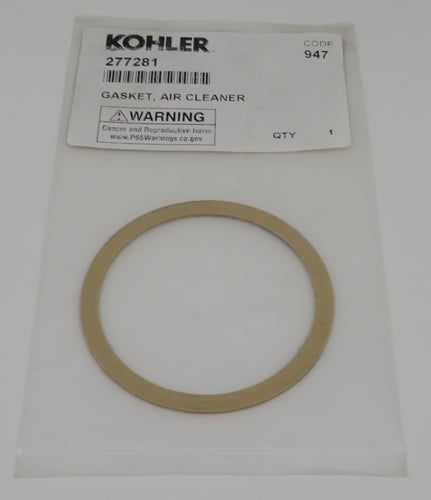 KOHLER
CODE
277281
947
GASKET, AIR CLEANER
WARNING
Cancer and Reproductive Harm
www.P65Warnings.ca.gov
QTY 1